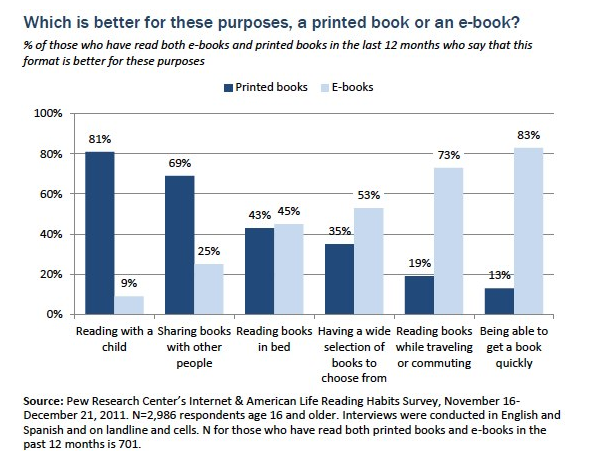 Which is better for these purposes, a printed book or an e-book?
% of those who have read both e-books and printed books in the last 12 months who say that this
format is better for these purposes
Printed books E-books
100%
80%
60%
40%
20%
0%
81%
9%
69%
25%
43%
45%
35%
53%
19%
73%
13%
83%
Reading with a
child
Sharing books
with other
people
Reading books
in bed
Having a wide
selection of
books to
choose from
Reading books
while traveling
or commuting
Being able to
get a book
quickly
Source: Pew Research Center's Internet & American Life Reading Habits Survey, November 16-
December 21, 2011. N=2,986 respondents age 16 and older. Interviews were conducted in English and
Spanish and on landline and cells. N for those who have read both printed books and e-books in the
past 12 months is 701.